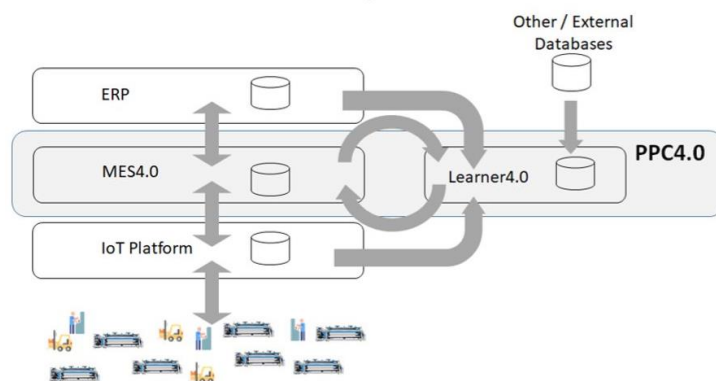 Other / External
Databases
ERP
PPC4.0
MES4.0
Learner4.0
IoT Platform